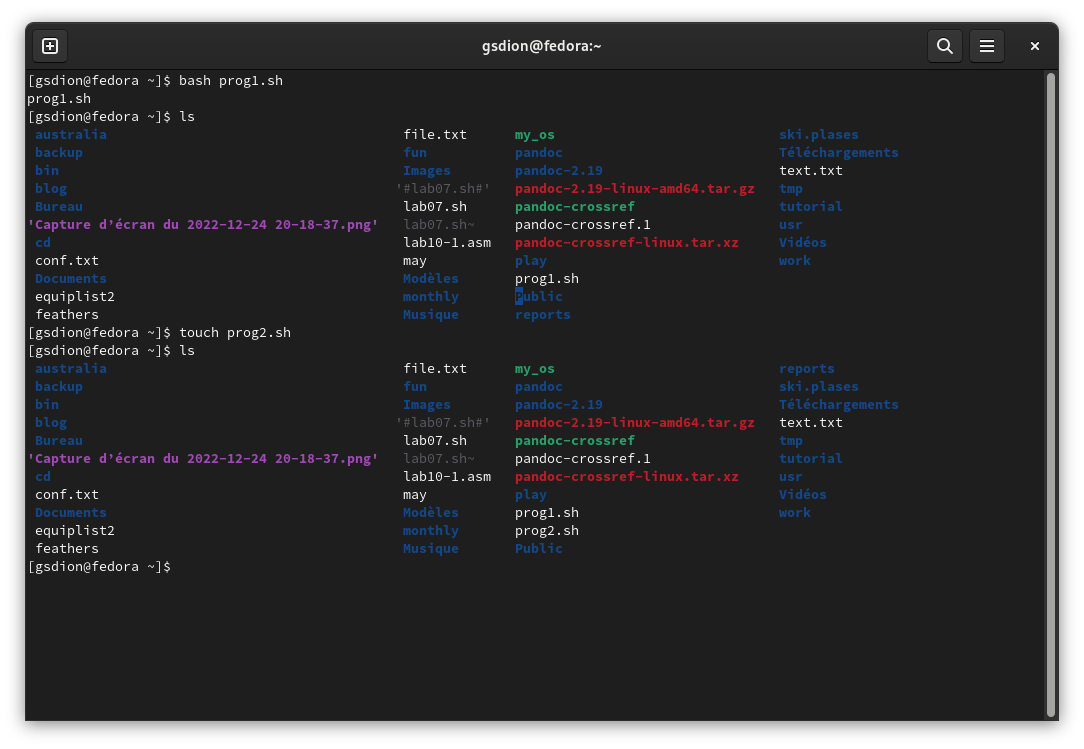 gsdion@fedora:~
[gsdion@fedora ~]$ bash prog1.sh
prog1.sh
[gsdion@fedora ~]$ ls
australia file.txt my_os ski.plases
backup fun pandoc Téléchargements
bin Images pandoc-2.19 text.txt
blog '#lab07.sh#' pandoc-2.19-linux-amd64.tar.gz tmp
Bureau lab07.sh pandoc-crossref tutorial
'Capture d’écran du 2022-12-24 20-18-37.png' lab07.sh~ pandoc-crossref.1 usr
cd lab10-1.asm pandoc-crossref-linux.tar.xz Vidéos
conf.txt may play work
Documents Modèles prog1.sh
equiplist2 monthly Public
feathers Musique reports
[gsdion@fedora ~]$ touch prog2.sh
[gsdion@fedora ~]$ ls
australia file.txt my_os reports
backup fun pandoc ski.plases
bin Images pandoc-2.19 Téléchargements
blog '#lab07.sh#' pandoc-2.19-linux-amd64.tar.gz text.txt
Bureau lab07.sh pandoc-crossref tmp
'Capture d’écran du 2022-12-24 20-18-37.png' lab07.sh~ pandoc-crossref.1 tutorial
cd lab10-1.asm pandoc-crossref-linux.tar.xz usr
conf.txt may play Vidéos
Documents Modèles prog1.sh work
equiplist2 monthly prog2.sh
feathers Musique Public
[gsdion@fedora ~]$